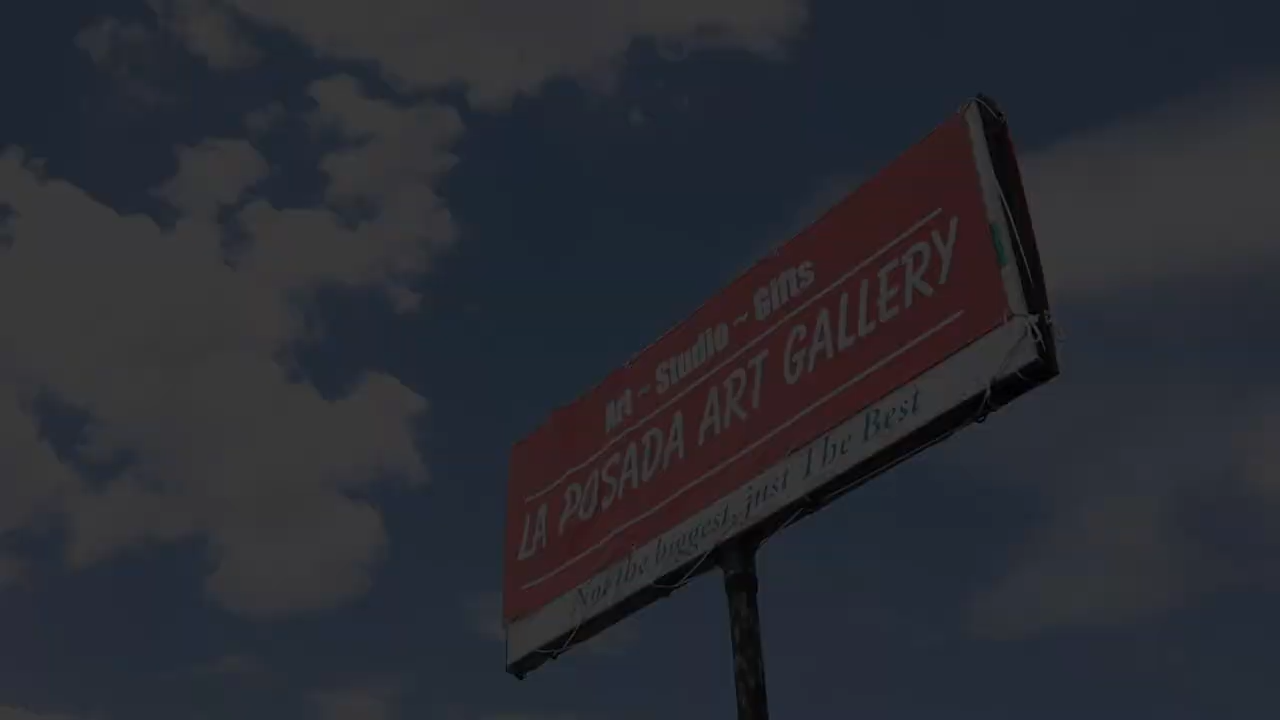 Art ~ Studio ~ Gifts
LA POSADA ART GALLERY
Not the biggest, just The Best